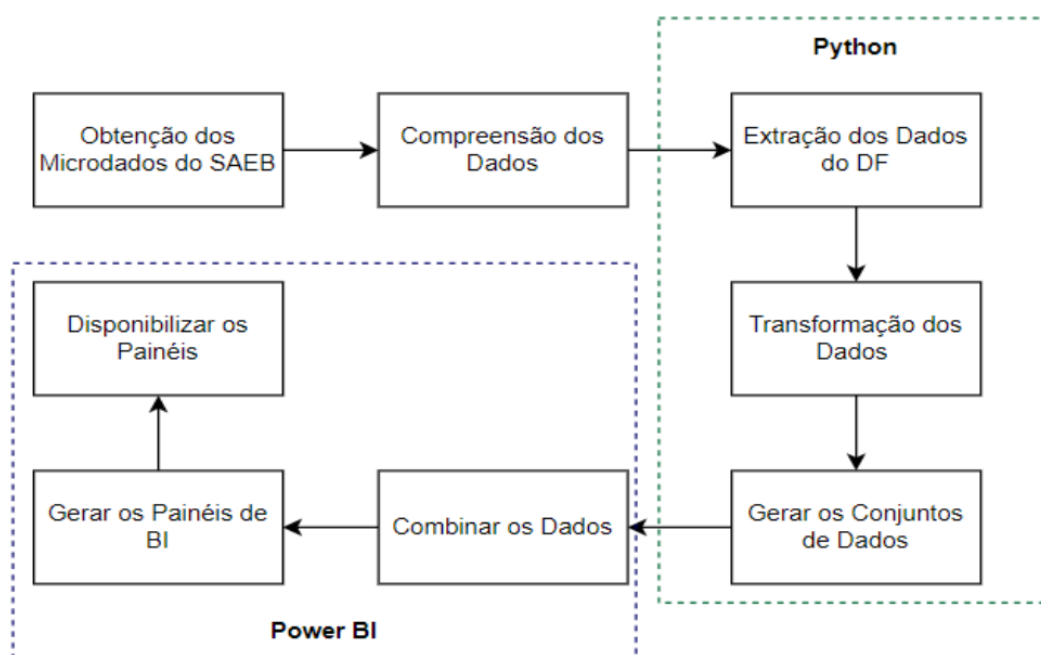 Python
Obtenção dos
Microdados do SAEB
Compreensão dos
Dados
Extração dos Dados
do DF
Transformação dos
Dados
Gerar os Conjuntos
de Dados
Combinar os Dados
Gerar os Painéis de
BI
Disponibilizar os
Painéis
Power BI